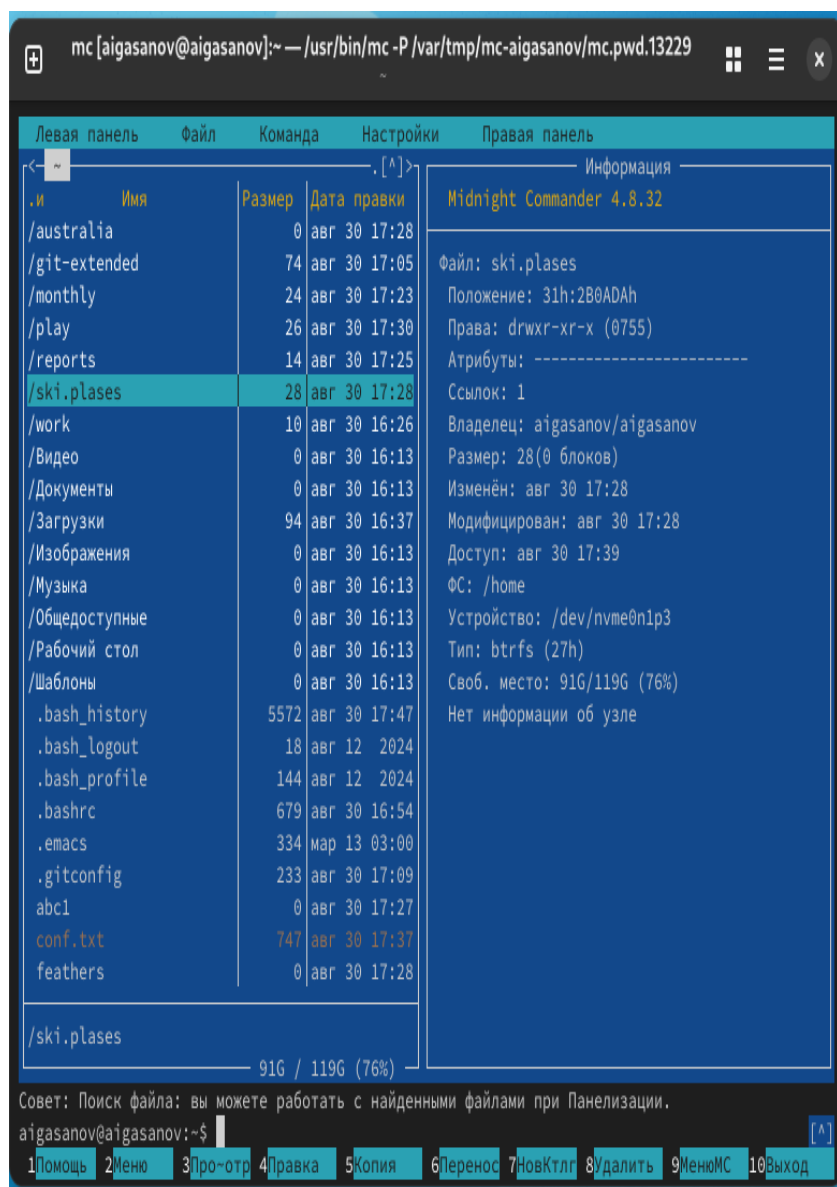 mc [aigasanov@aigasanov]:~ — /usr/bin/mc -P /var/tmp/mc-aigasanov/mc.pwd.13229
~
Левая панель Файл Команда Настройки Правая панель
<─ ~ .[^]>
.и Имя Размер Дата правки
/australia 0 авг 30 17:28
/git-extended 74 авг 30 17:05
/monthly 24 авг 30 17:23
/play 26 авг 30 17:30
/reports 14 авг 30 17:25
/ski.plases 28 авг 30 17:28
/work 10 авг 30 16:26
/Видео 0 авг 30 16:13
/Документы 0 авг 30 16:13
/Загрузки 94 авг 30 16:37
/Изображения 0 авг 30 16:13
/Музыка 0 авг 30 16:13
/Общедоступные 0 авг 30 16:13
/Рабочий стол 0 авг 30 16:13
/Шаблоны 0 авг 30 16:13
.bash_history 5572 авг 30 17:47
.bash_logout 18 авг 12 2024
.bash_profile 144 авг 12 2024
.bashrc 679 авг 30 16:54
.emacs 334 мар 13 03:00
.gitconfig 233 авг 30 17:09
abc1 0 авг 30 17:27
conf.txt 747 авг 30 17:37
feathers 0 авг 30 17:28
/ski.plases
91G / 119G (76%)
Информация
Midnight Commander 4.8.32
Файл: ski.plases
Положение: 31h:2B0ADAh
Права: drwxr-xr-x (0755)
Атрибуты: -------------------------
Ссылок: 1
Владелец: aigasanov/aigasanov
Размер: 28(0 блоков)
Изменён: авг 30 17:28
Модифицирован: авг 30 17:28
Доступ: авг 30 17:39
ФС: /home
Устройство: /dev/nvme0n1p3
Тип: btrfs (27h)
Своб. место: 91G/119G (76%)
Нет информации об узле
Совет: Поиск файла: вы можете работать с найденными файлами при Панелизации.
aigasanov@aigasanov:~$ [^]
1Помощь 2Меню 3Про~отр 4Правка 5Копия 6Перенос 7НовКтлг 8Удалить 9МенюMC 10Выход